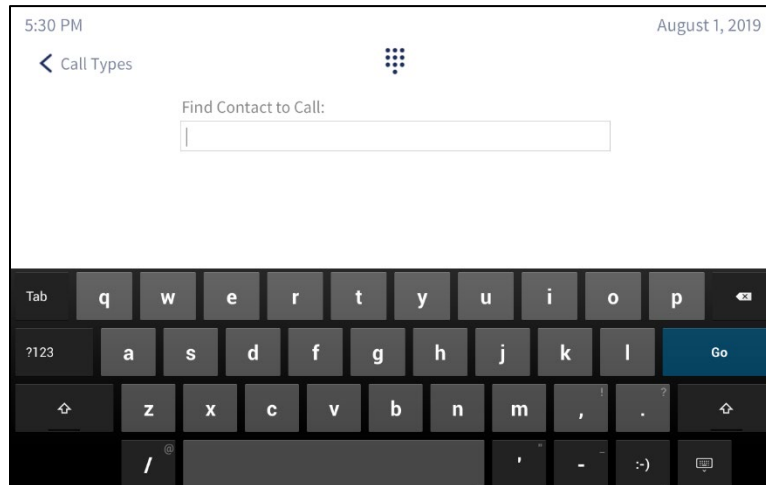 5:30 PM August 1, 2019
Call Types
Find Contact to Call:
Tab q w e r t y u i o p
?123 a s d f g h j k l Go
z x c v b n m , ! . ?
/ @ ' " - _ :-)